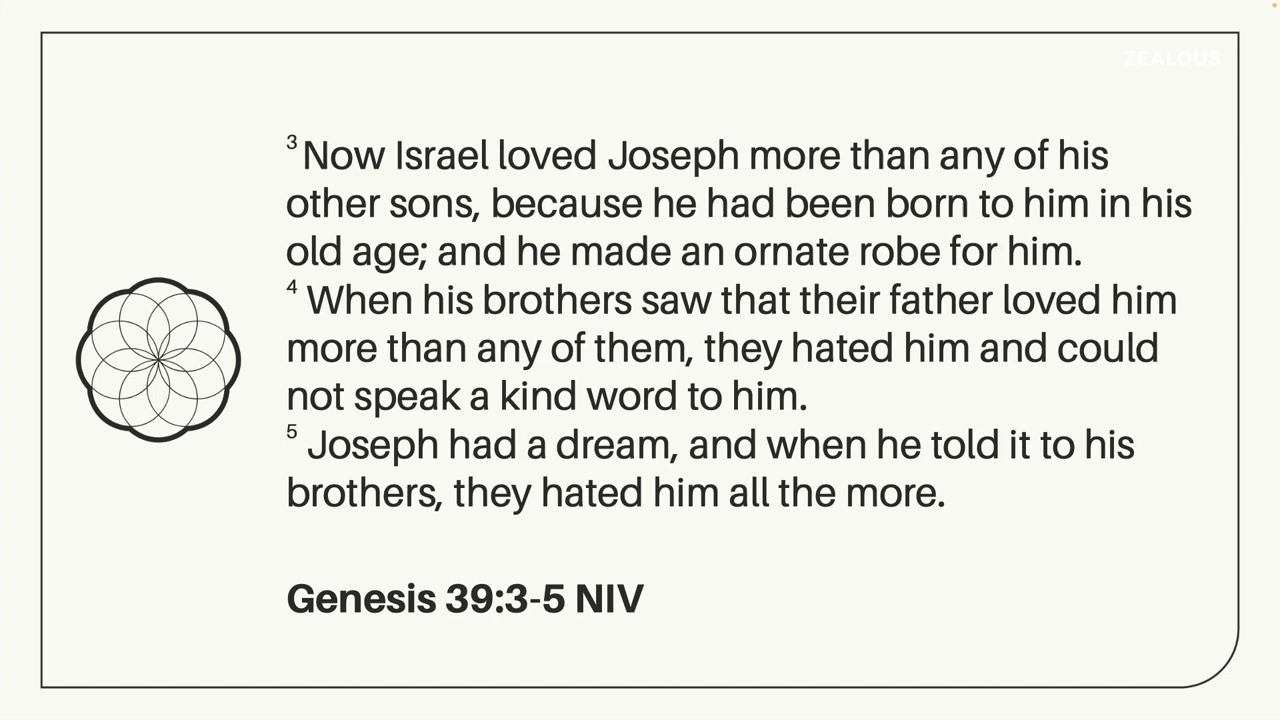 ZEALOUS
3 Now Israel loved Joseph more than any of his
other sons, because he had been born to him in his
old age; and he made an ornate robe for him.
4 When his brothers saw that their father loved him
more than any of them, they hated him and could
not speak a kind word to him.
5 Joseph had a dream, and when he told it to his
brothers, they hated him all the more.
Genesis 39:3-5 NIV